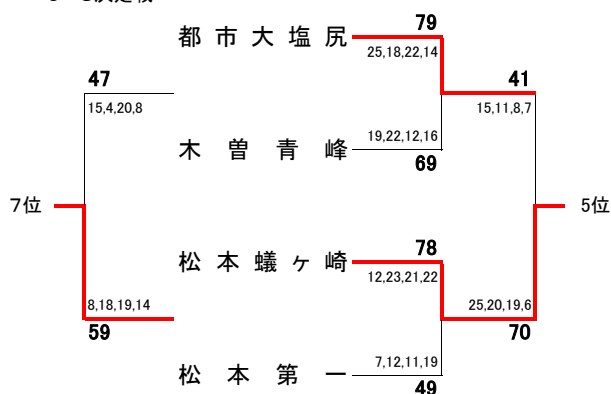 都市大塩尻
79
25,18,22,14
47
15,4,20,8
41
15,11,8,7
木曽青峰
19,22,12,16
69
7位
5位
松本蟻ヶ崎
78
12,23,21,22
8,18,19,14
59
25,20,19,6
70
松本第一
7,12,11,19
49